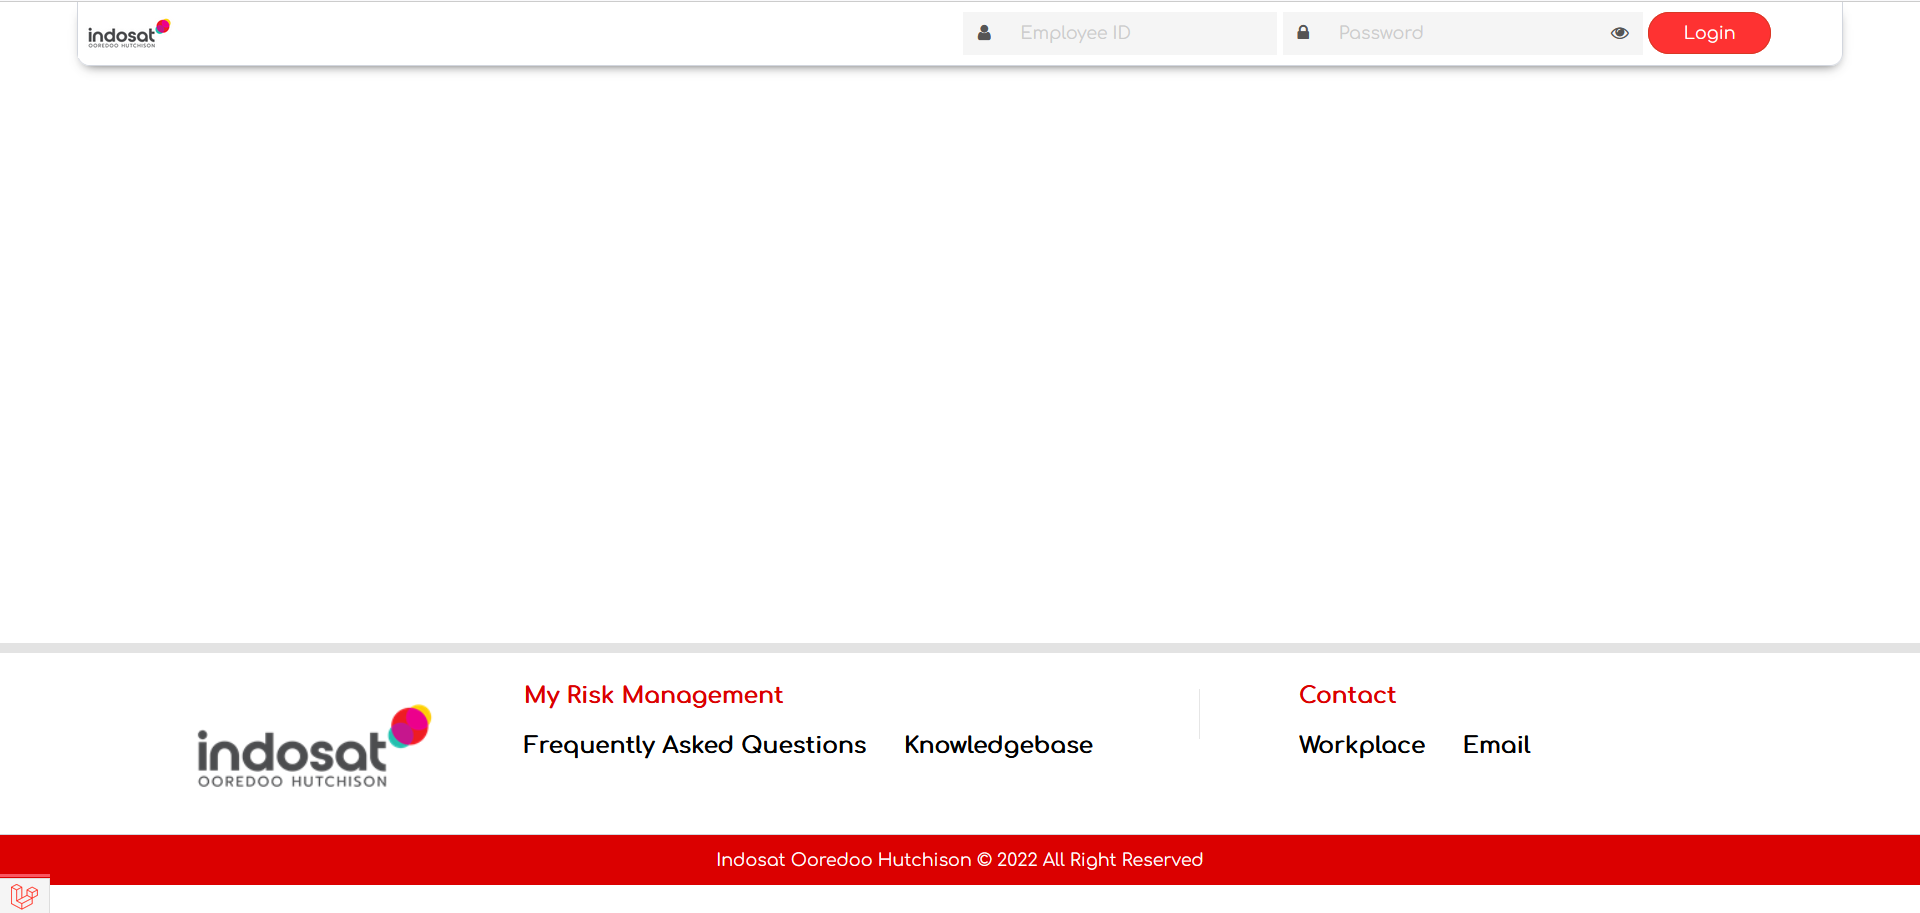 indosat
OOREDOO HUTCHISON
Employee ID
Password
Login
My Risk Management
Contact
Frequently Asked Questions
Knowledgebase
Workplace
Email
indosat
OOREDOO HUTCHISON
Indosat Ooredoo Hutchison © 2022 All Right Reserved